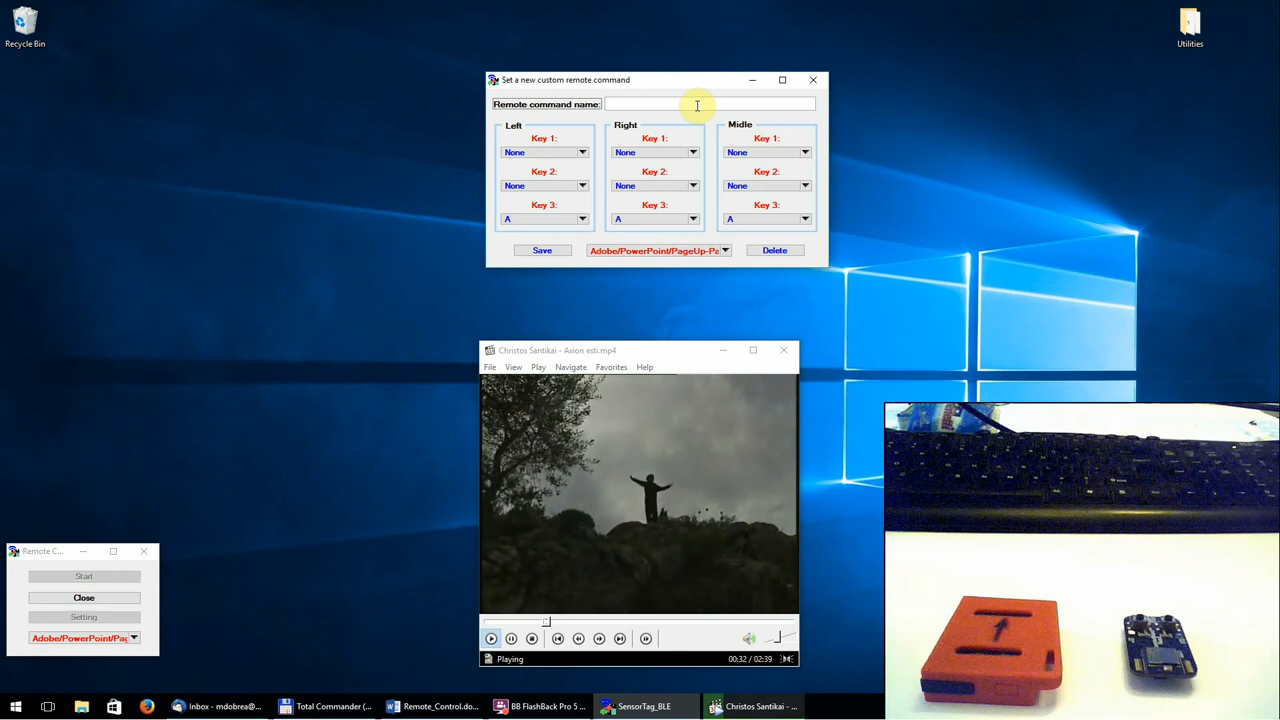 Recycle Bin
Utilities
Set a new custom remote command
Remote command name:
Left
Right
Midle
Key 1:
Key 1:
Key 1:
None
None
None
Key 2:
Key 2:
Key 2:
None
None
None
Key 3:
Key 3:
Key 3:
A
A
A
Save
Adobe/PowerPoint/PageUp-Pa
Delete
Christos Santikai - Axion esti.mp4
File View Play Navigate Favorites Help
Playing
00:32 / 02:39
Remote C...
Start
Close
Setting
Adobe/PowerPoint/Pag
Inbox - mdobrea@...
Total Commander (...
Remote_Control.do...
BB FlashBack Pro 5 ...
SensorTag_BLE
Christos Santikai - ...